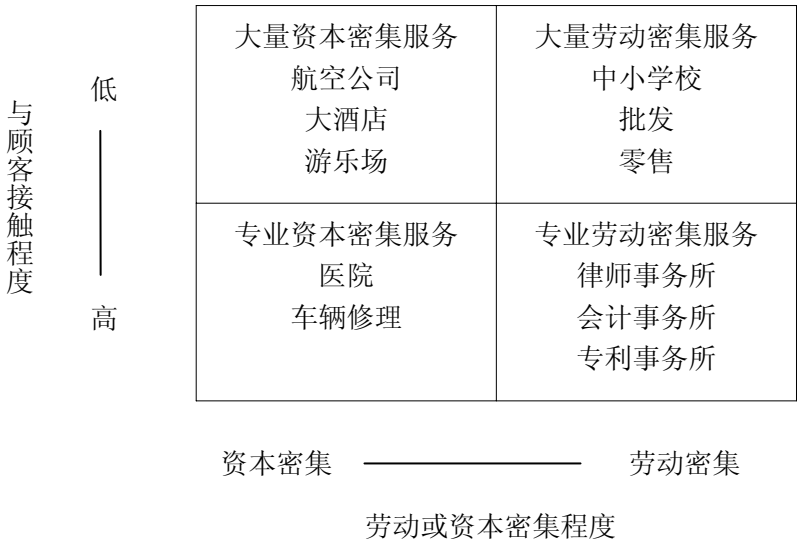 与顾客接触程度
低
高
大量资本密集服务
航空公司
大酒店
游乐场
大量劳动密集服务
中小学校
批发
零售
专业资本密集服务
医院
车辆修理
专业劳动密集服务
律师事务所
会计事务所
专利事务所
资本密集
劳动密集
劳动或资本密集程度